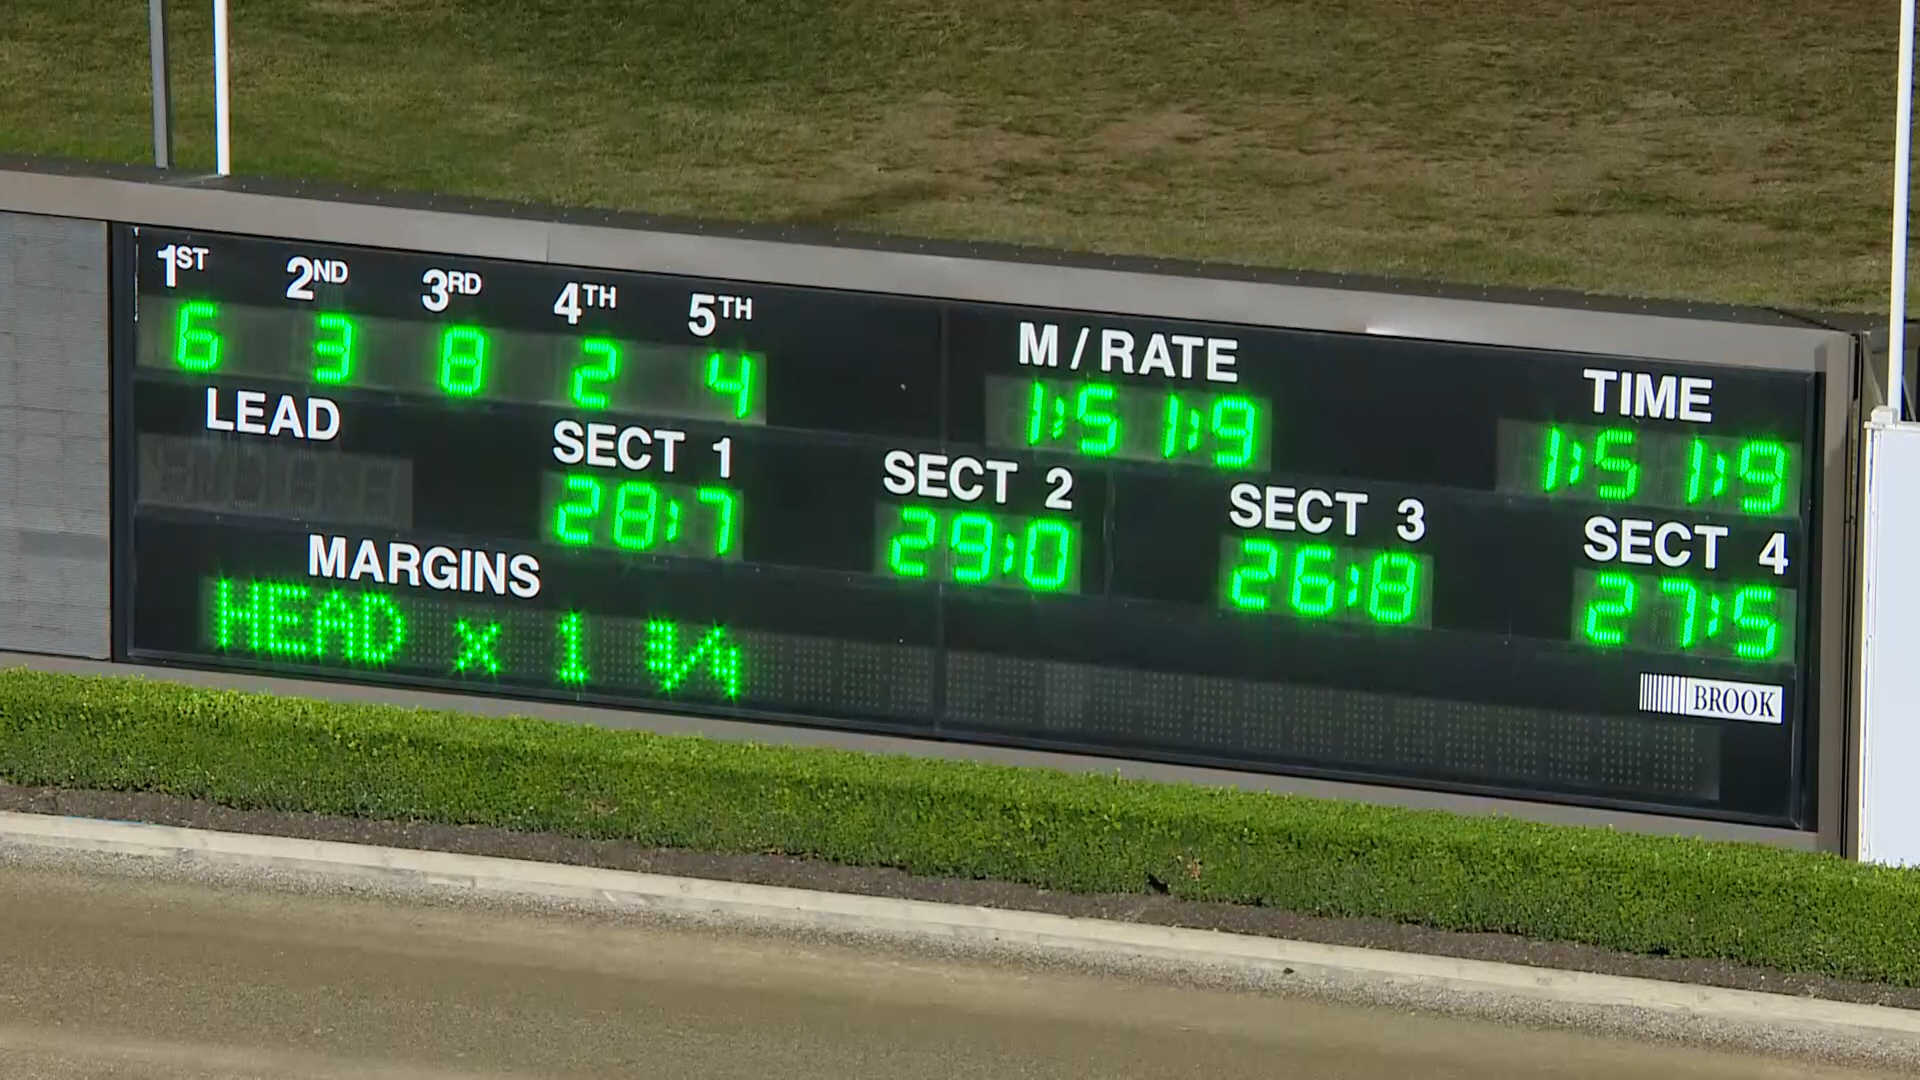 1ST 2ND 3RD 4TH 5TH
6 3 8 2 4
M / RATE
1:51:9
TIME
1:51:9
LEAD
SECT 1
28:7
SECT 2
29:0
SECT 3
26:8
SECT 4
27:5
MARGINS
HEAD x 1 ¾
BROOK